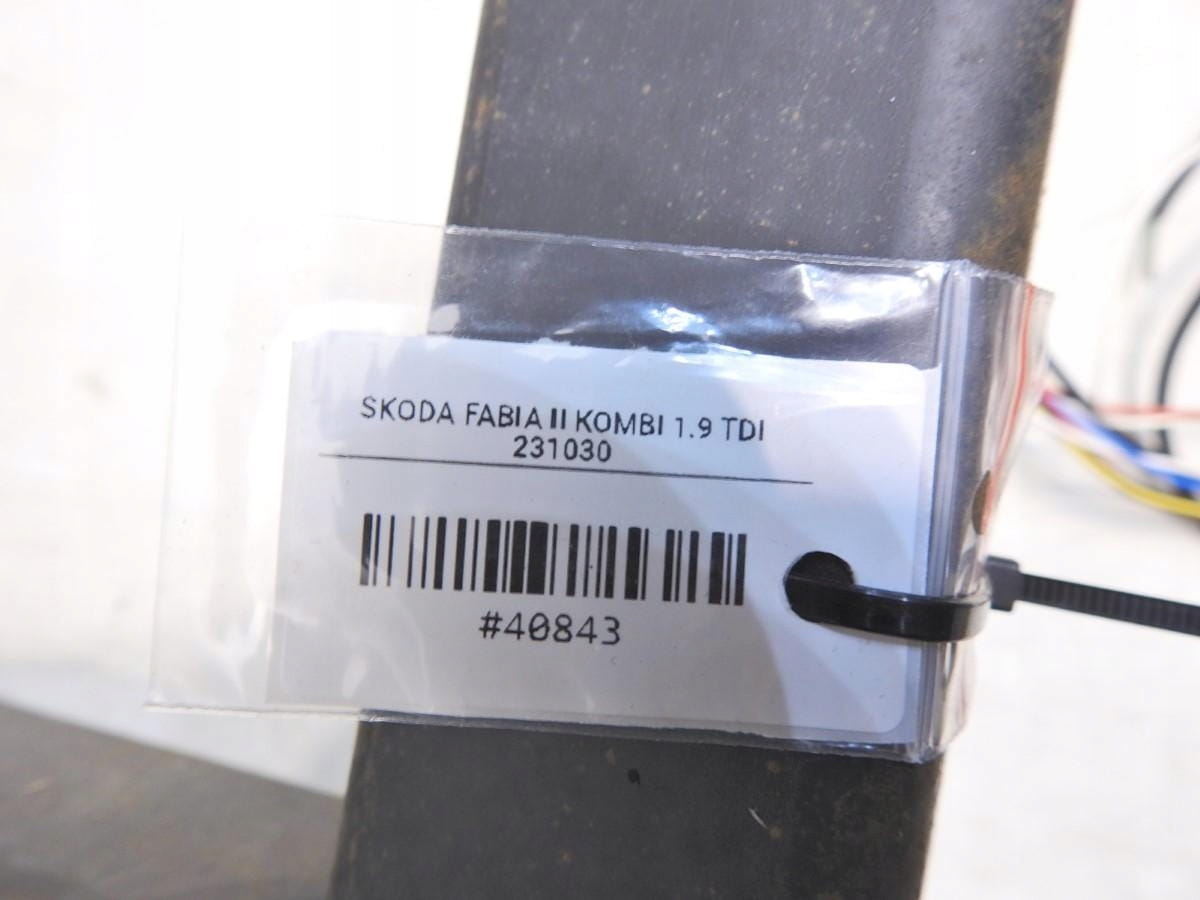 SKODA FABIA II KOMBI 1.9 TDI
231030
#40843